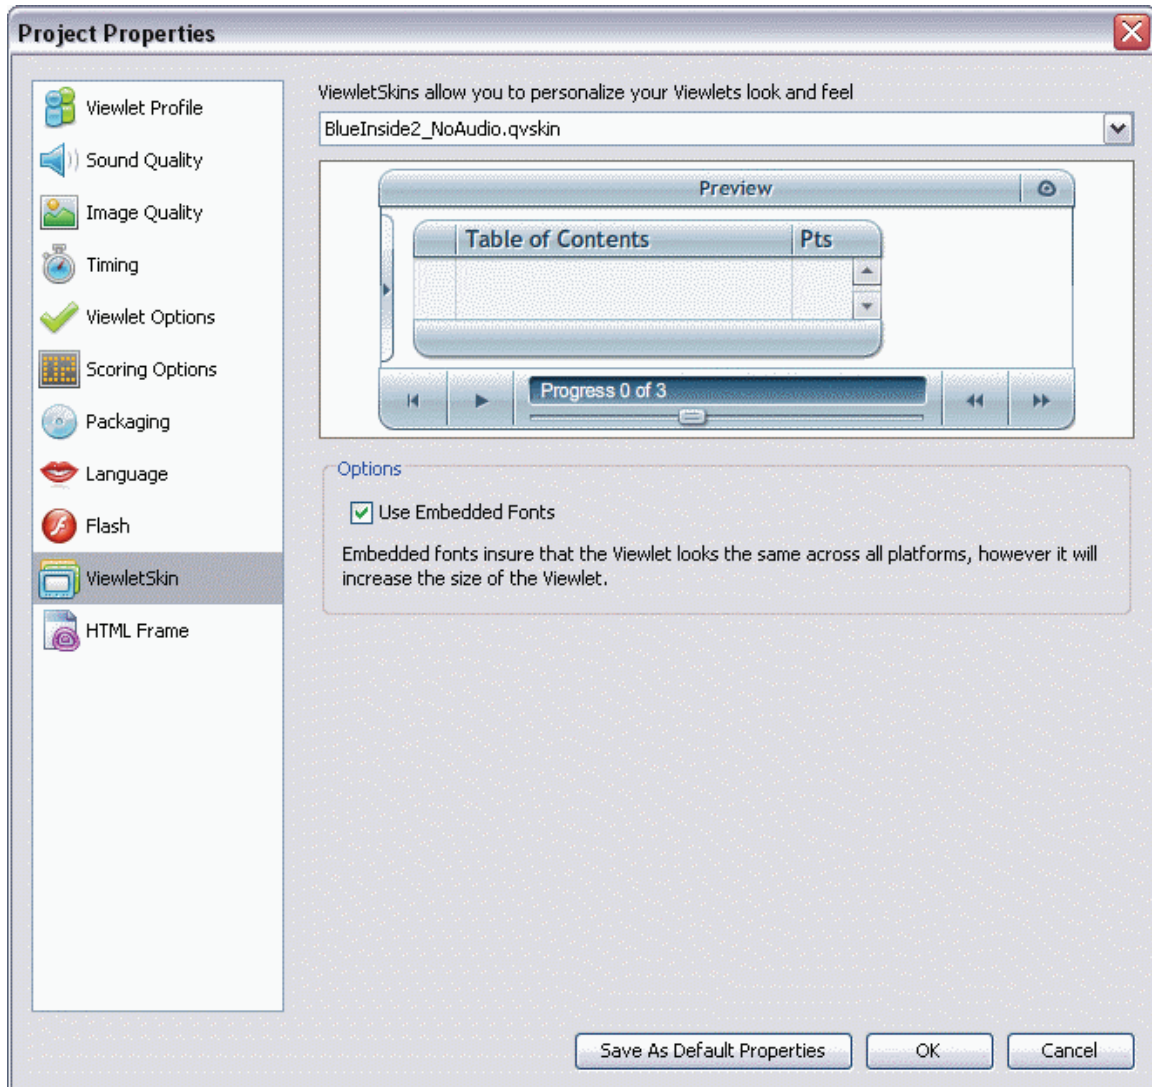 Project Properties
Viewlet Profile
Sound Quality
Image Quality
Timing
Viewlet Options
Scoring Options
Packaging
Language
Flash
ViewletSkin
HTML Frame
ViewletSkins allow you to personalize your Viewlets look and feel
BlueInside2_NoAudio.qvskin
Preview
Table of Contents Pts
Progress 0 of 3
Options
Use Embedded Fonts
Embedded fonts insure that the Viewlet looks the same across all platforms, however it will
increase the size of the Viewlet.
Save As Default Properties OK Cancel